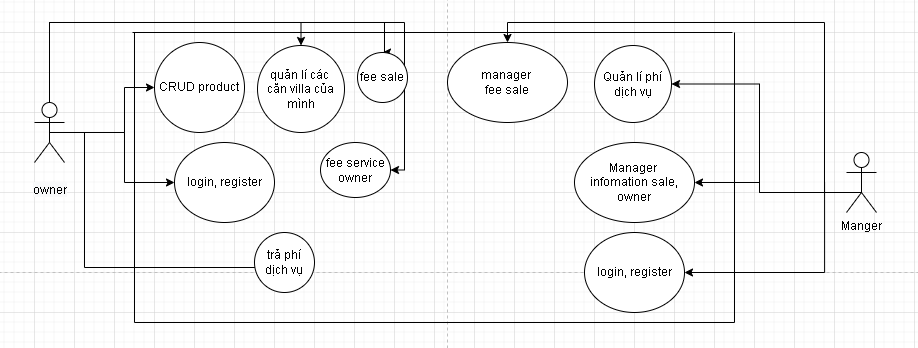 CRUD product
quản lí các
căn villa của
mình
fee sale
manager
fee sale
Quản lí phí
dịch vụ
owner
login, register
fee service
owner
Manager
infomation sale,
owner
Manger
trả phí
dịch vụ
login, register